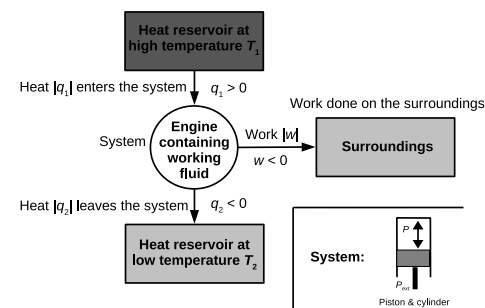 Heat reservoir at
high temperature T1
Heat |q1| enters the system
q1 > 0
Work done on the surroundings
System
Engine
containing
working
fluid
Work |w|
w < 0
Surroundings
Heat |q2| leaves the system
q2 < 0
Heat reservoir at
low temperature T2
System:
P
Pext
Piston & cylinder